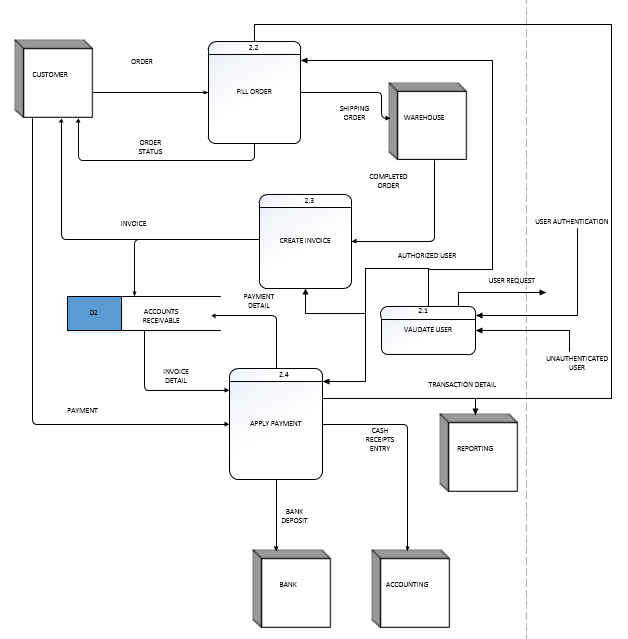 2.2
CUSTOMER
ORDER
FILL ORDER
SHIPPING
ORDER
WAREHOUSE
ORDER
STATUS
COMPLETED
ORDER
2.3
INVOICE
CREATE INVOICE
USER AUTHENTICATION
AUTHORIZED USER
USER REQUEST
PAYMENT
DETAIL
D2
ACCOUNTS
RECEIVABLE
2.1
VALIDATE USER
UNAUTHENTICATED
USER
INVOICE
DETAIL
2.4
TRANSACTION DETAIL
PAYMENT
APPLY PAYMENT
CASH
RECEIPTS
ENTRY
REPORTING
BANK
DEPOSIT
BANK
ACCOUNTING